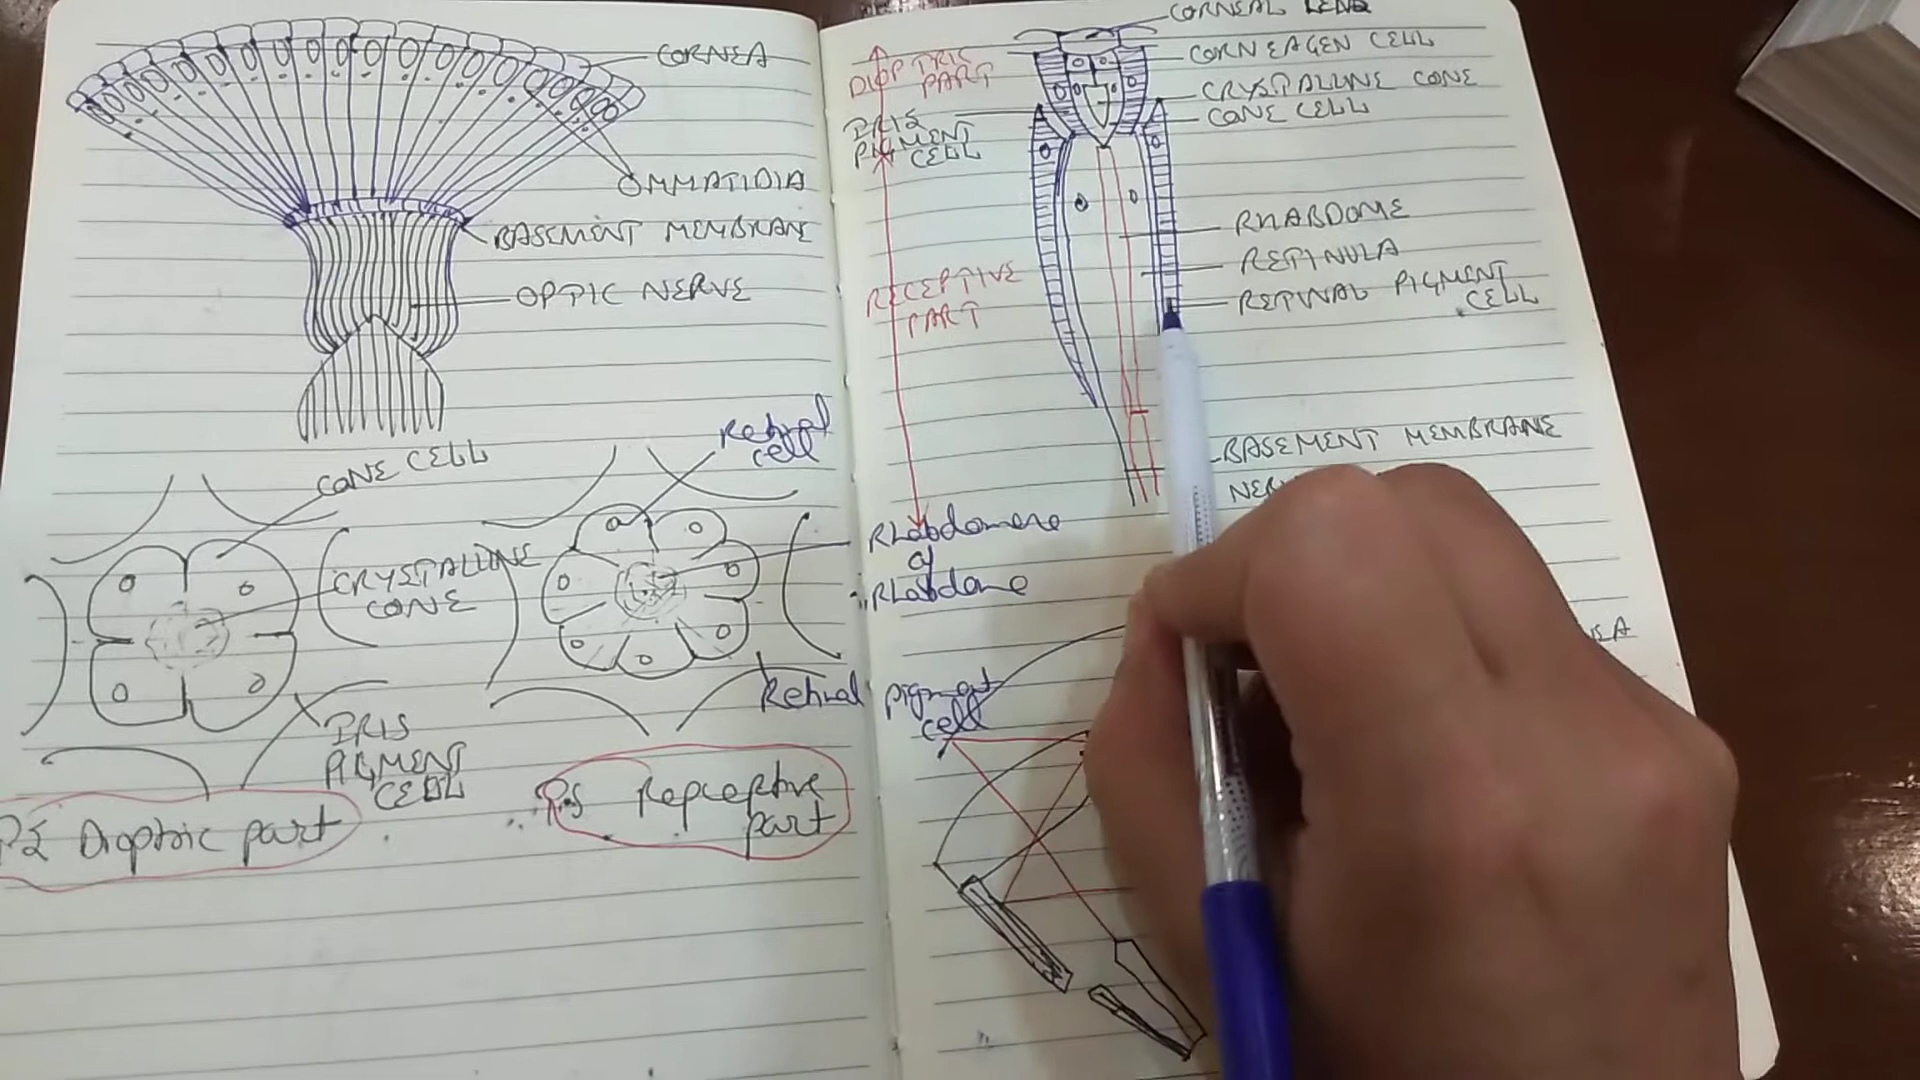 CORNEA
OMMATIDIA
BASEMENT MEMBRANE
OPTIC NERVE
CONE CELL
Retinal
cell
CRYSTALLINE
CONE
IRIS
PIGMENT
CELL
Retinal
Dioptric part
Receptive
part
CORNEAL LENS
DIOPTRIC
PART
CORNEAGEN CELL
CRYSTALLINE CONE
CONE CELL
IRIS
PIGMENT
CELL
RHABDOME
RETINULA
RETINAL PIGMENT
CELL
RECEPTIVE
PART
BASEMENT MEMBRANE
Rhabdomere
of
Rhabdome
pigment
cell